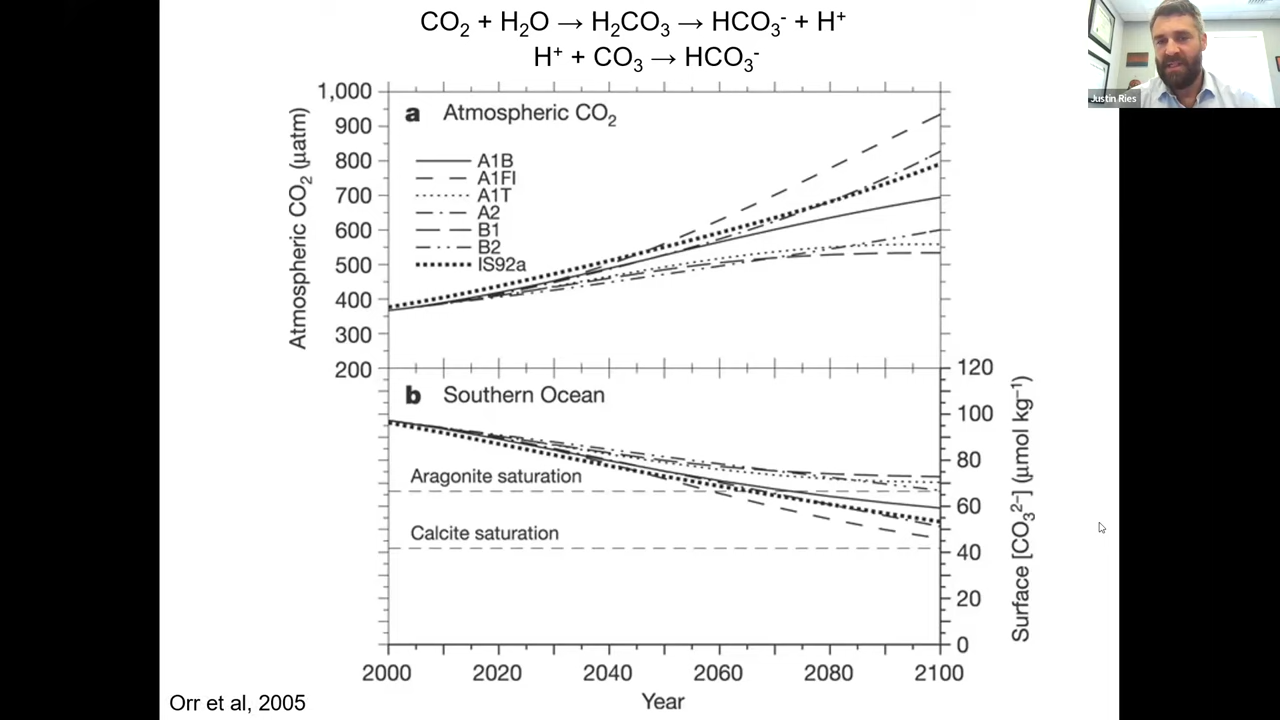 CO₂ + H₂O → H₂CO₃ → HCO₃⁻ + H⁺
H⁺ + CO₃ → HCO₃⁻
Justin Ries
a Atmospheric CO₂
Atmospheric CO₂ (μatm)
1,000
900
800
700
600
500
400
300
200
A1B
A1FI
A1T
A2
B1
B2
IS92a
b Southern Ocean
Aragonite saturation
Calcite saturation
120
100
80
60
40
20
0
Surface [CO₃²⁻] (μmol kg⁻¹)
2000 2020 2040 2060 2080 2100
Year
Orr et al, 2005